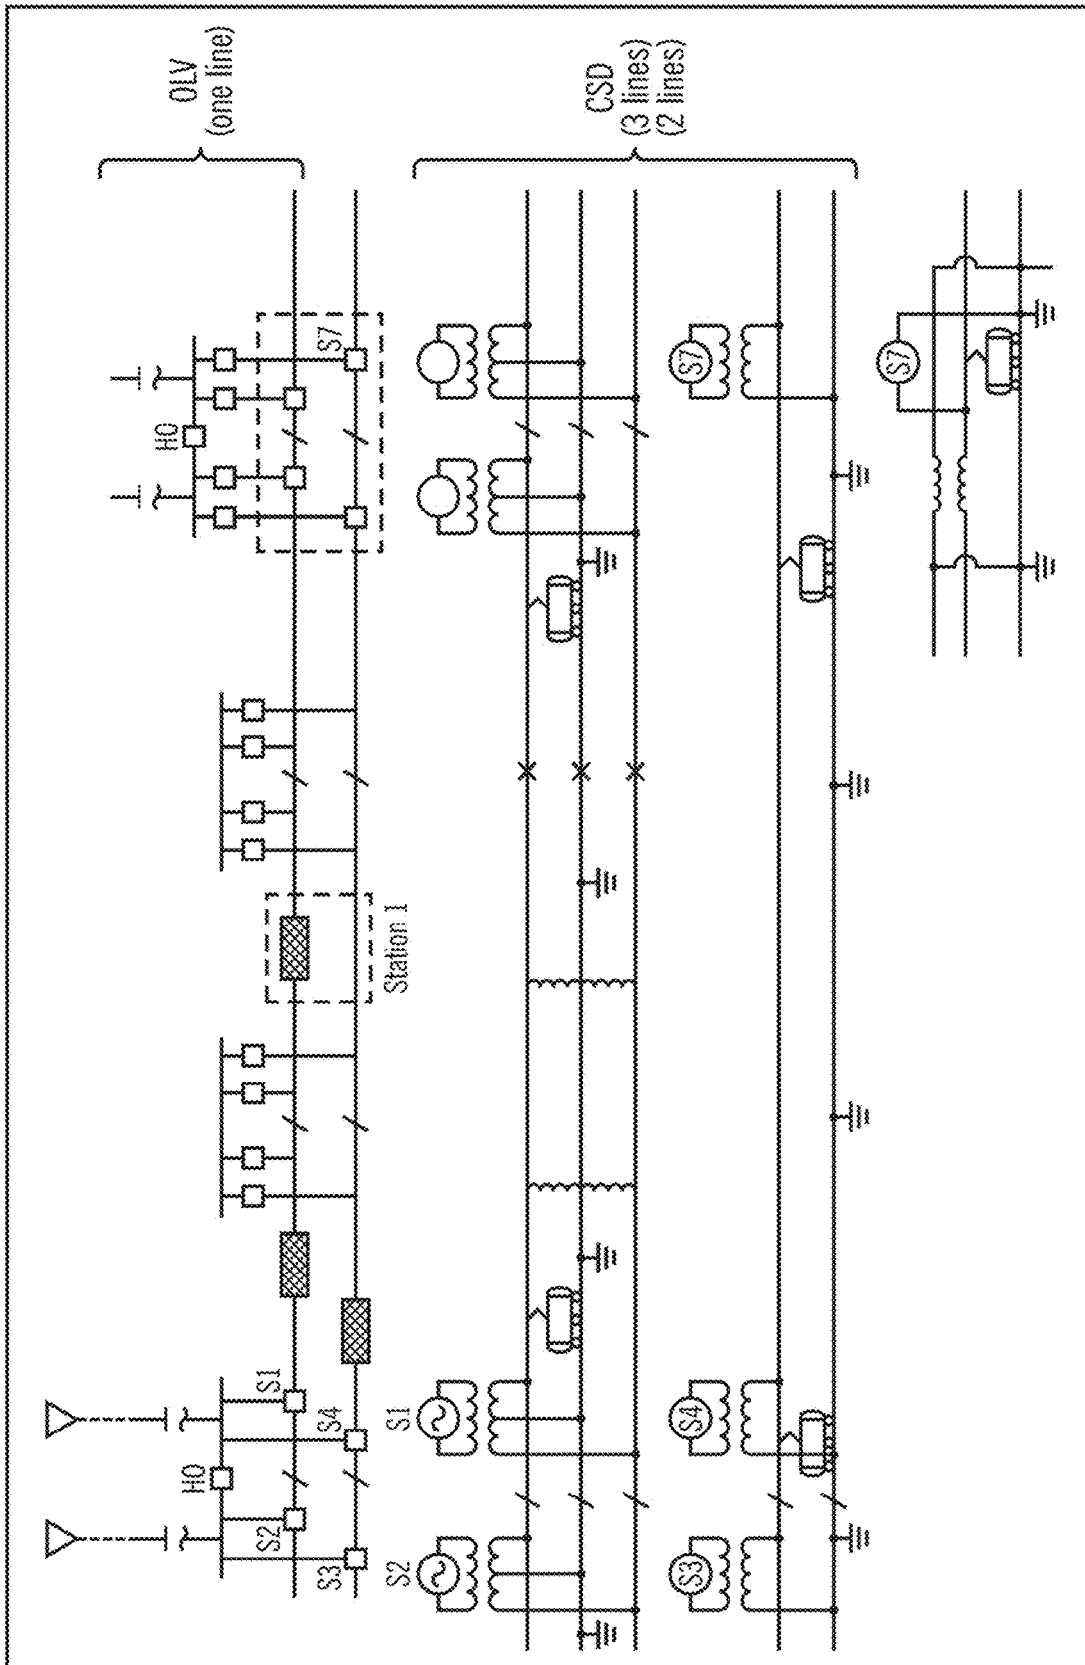 OLV
(one line)
CSD
(3 lines)
(2 lines)
HO
S7
Station 1
S1
S4
HO
S2
S3
S1
S2
S7
S4
S3
S7